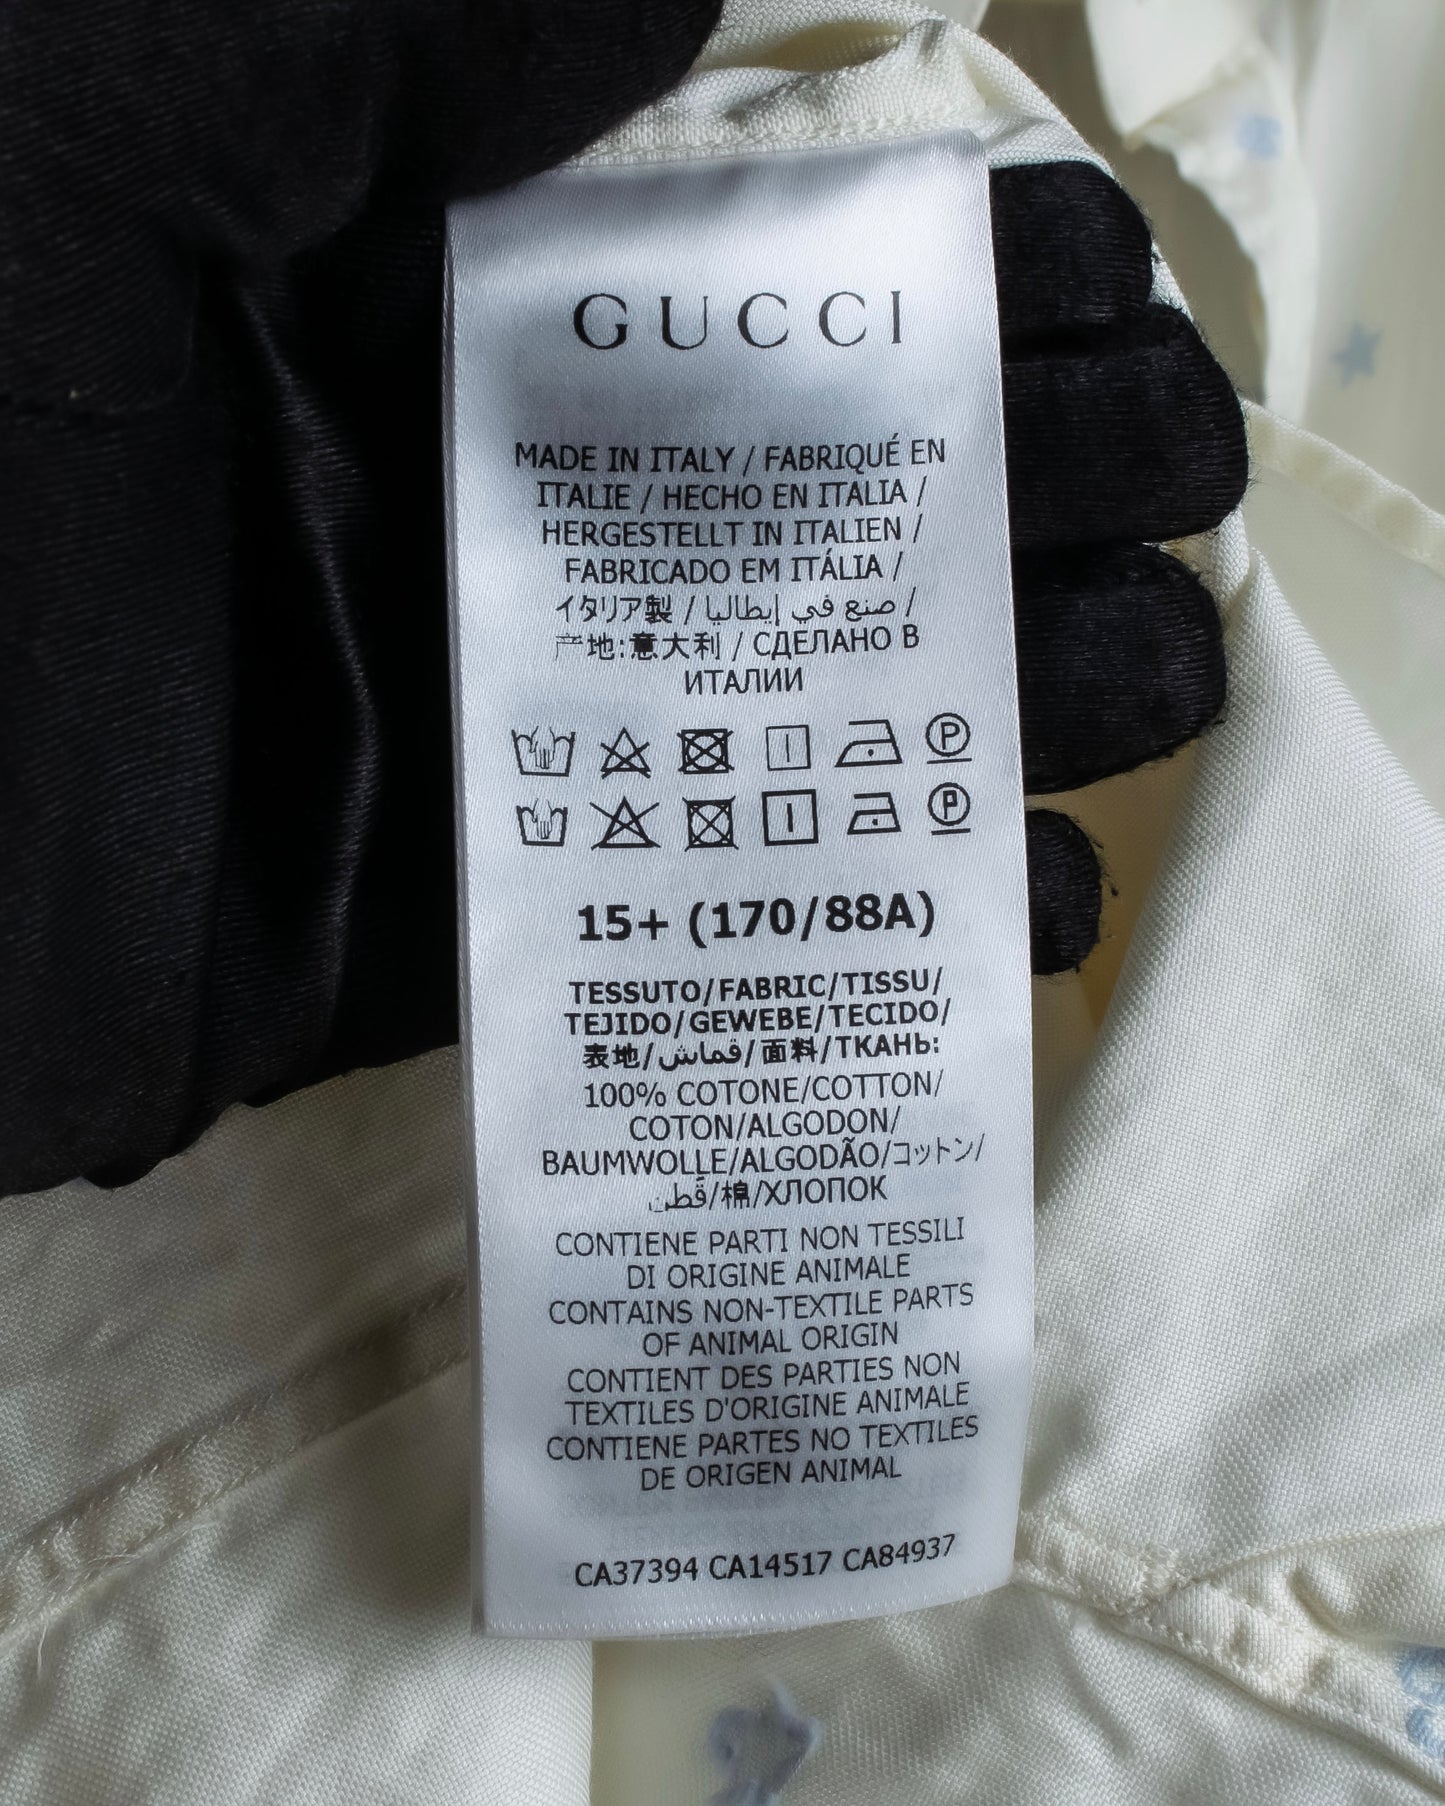 GUCCI
MADE IN ITALY / FABRIQUÉ EN
ITALIE / HECHO EN ITALIA /
HERGESTELLT IN ITALIEN /
FABRICADO EM ITÁLIA /
イタリア製 / صنع في إيطاليا /
产地:意大利 / СДЕЛАНО В
ИТАЛИИ
P
P
15+ (170/88A)
TESSUTO/FABRIC/TISSU/
TEJIDO/GEWEBE/TECIDO/
表地/قماش/面料/ТКАНЬ:
100% COTONE/COTTON/
COTON/ALGODON/
BAUMWOLLE/ALGODÃO/コットン/
قطن/棉/ХЛОПОК
CONTIENE PARTI NON TESSILI
DI ORIGINE ANIMALE
CONTAINS NON-TEXTILE PARTS
OF ANIMAL ORIGIN
CONTIENT DES PARTIES NON
TEXTILES D'ORIGINE ANIMALE
CONTIENE PARTES NO TEXTILES
DE ORIGEN ANIMAL
CA37394 CA14517 CA84937